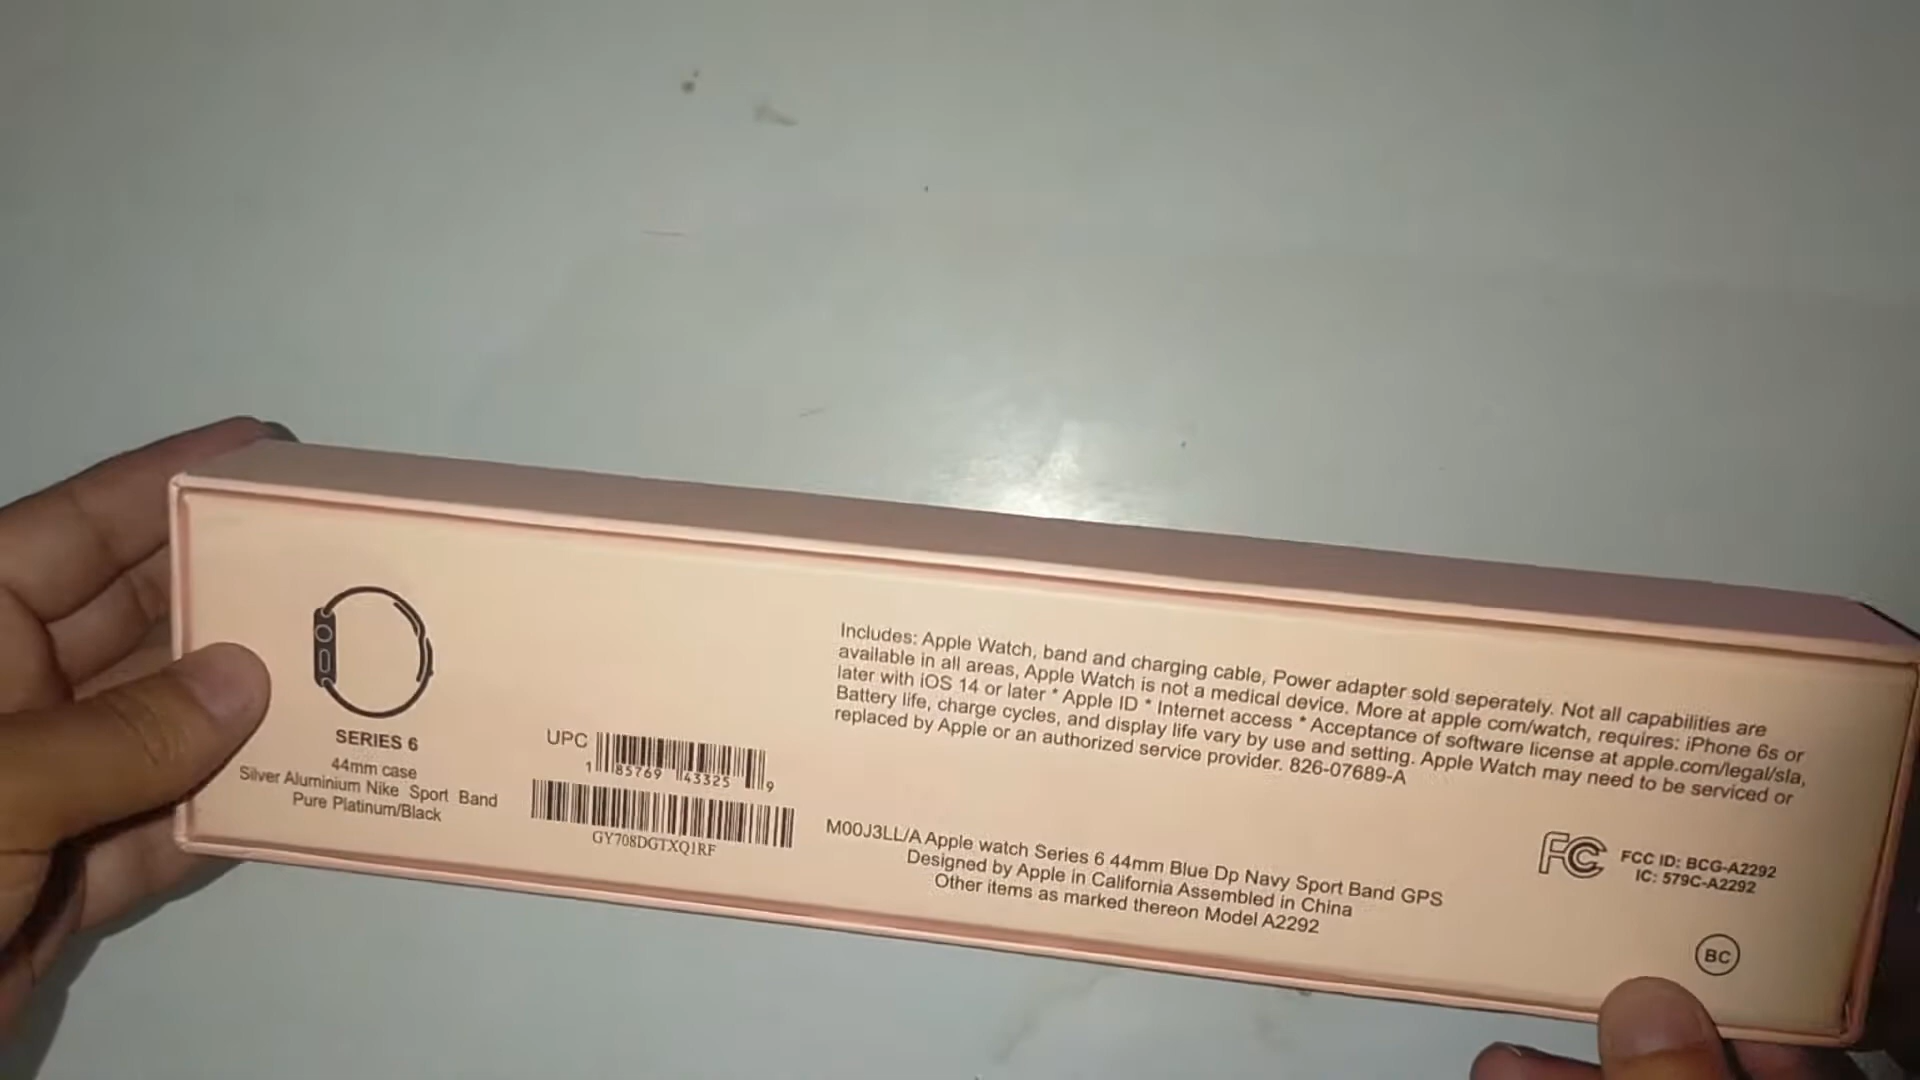 SERIES 6
44mm case
Silver Aluminium Nike Sport Band
Pure Platinum/Black
UPC
1 85769 43325 9
GY708DGTXQ1RF
Includes: Apple Watch, band and charging cable, Power adapter sold seperately. Not all capabilities are
available in all areas, Apple Watch is not a medical device. More at apple com/watch, requires: iPhone 6s or
later with iOS 14 or later * Apple ID * Internet access * Acceptance of software license at apple.com/legal/sla,
Battery life, charge cycles, and display life vary by use and setting. Apple Watch may need to be serviced or
replaced by Apple or an authorized service provider. 826-07689-A
M00J3LL/A Apple watch Series 6 44mm Blue Dp Navy Sport Band GPS
Designed by Apple in California Assembled in China
Other items as marked thereon Model A2292
FC FCC ID: BCG-A2292
IC: 579C-A2292
BC